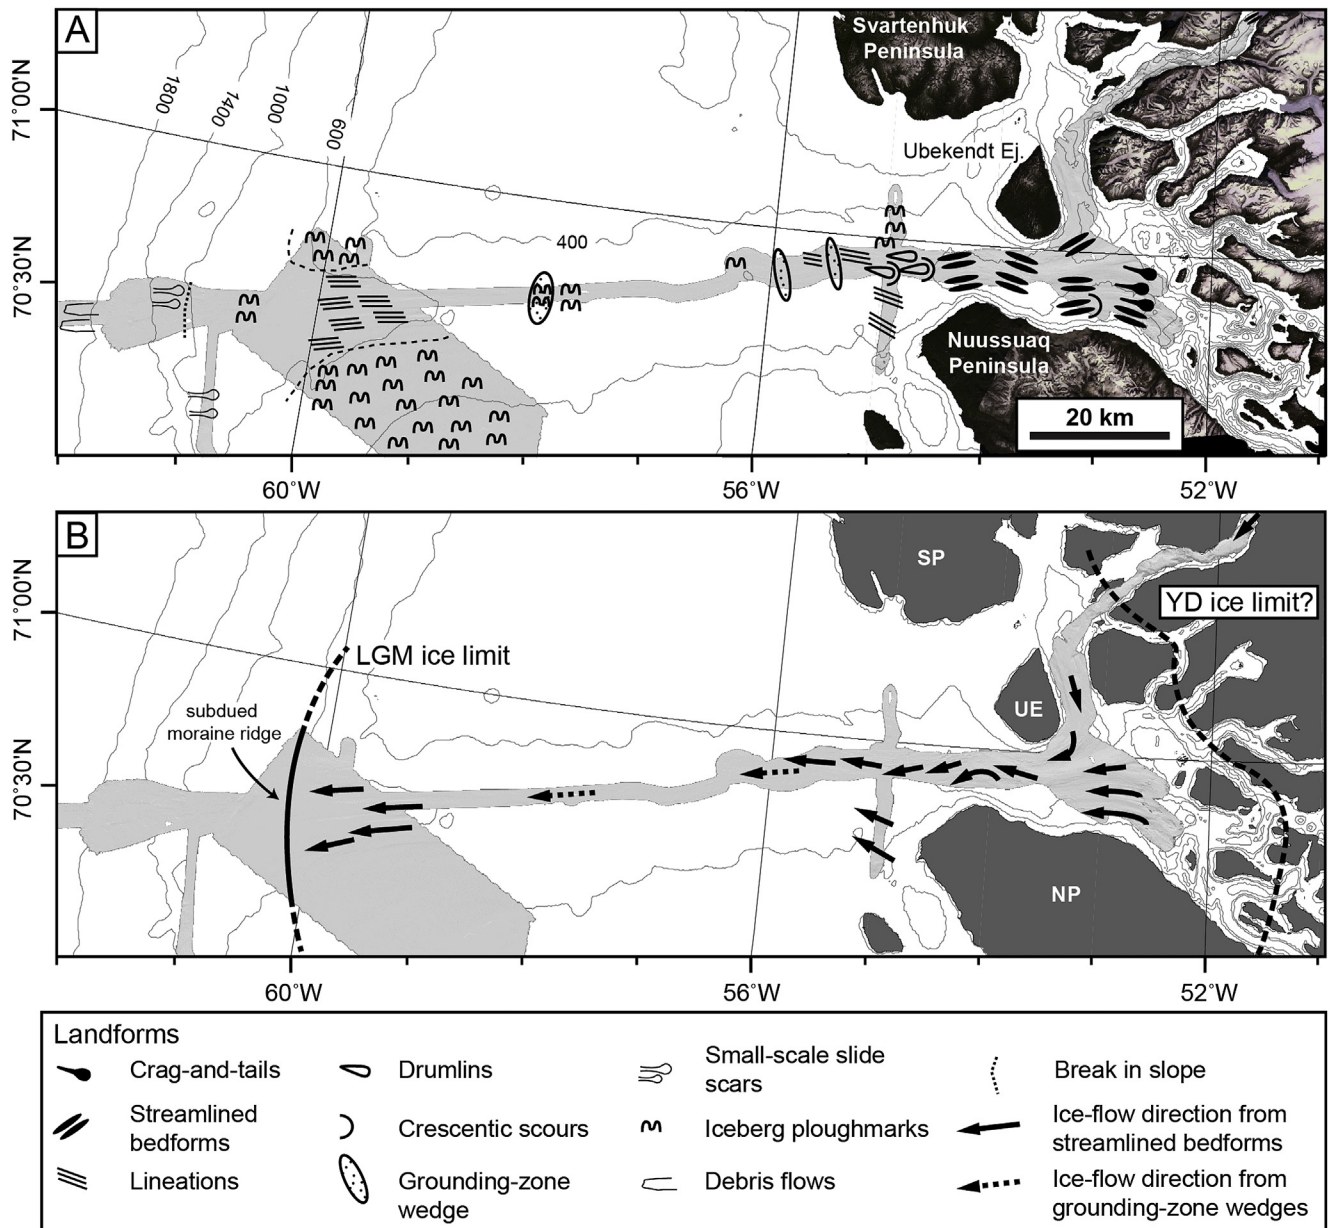 A
Svartenhuk
Peninsula
71°00'N
1800
1400
1000
600
Ubekendt Ej.
400
70°30'N
Nuussuaq
Peninsula
20 km
60°W
56°W
52°W
B
SP
71°00'N
YD ice limit?
LGM ice limit
subdued
moraine ridge
UE
70°30'N
NP
60°W
56°W
52°W
Landforms
Crag-and-tails
Drumlins
Small-scale slide
scars
Break in slope
Streamlined
bedforms
Crescentic scours
Iceberg ploughmarks
Ice-flow direction from
streamlined bedforms
Lineations
Grounding-zone
wedge
Debris flows
Ice-flow direction from
grounding-zone wedges